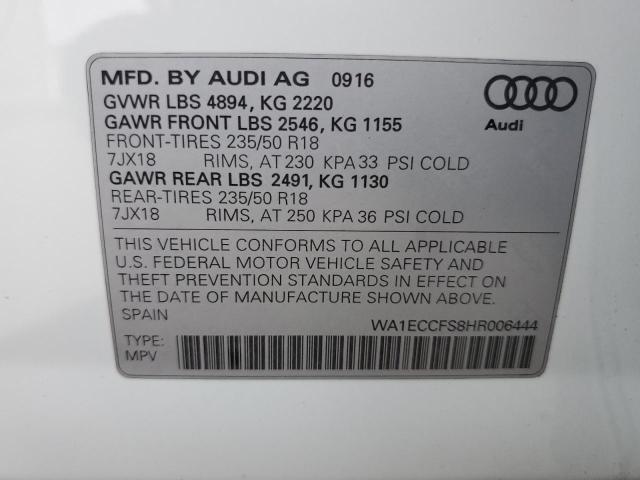 MFD. BY AUDI AG 0916
GVWR LBS 4894, KG 2220
GAWR FRONT LBS 2546, KG 1155
FRONT-TIRES 235/50 R18
7JX18 RIMS, AT 230 KPA 33 PSI COLD
GAWR REAR LBS 2491, KG 1130
REAR-TIRES 235/50 R18
7JX18 RIMS, AT 250 KPA 36 PSI COLD
Audi
THIS VEHICLE CONFORMS TO ALL APPLICABLE
U.S. FEDERAL MOTOR VEHICLE SAFETY AND
THEFT PREVENTION STANDARDS IN EFFECT ON
THE DATE OF MANUFACTURE SHOWN ABOVE.
SPAIN
WA1ECCFS8HR006444
TYPE:
MPV